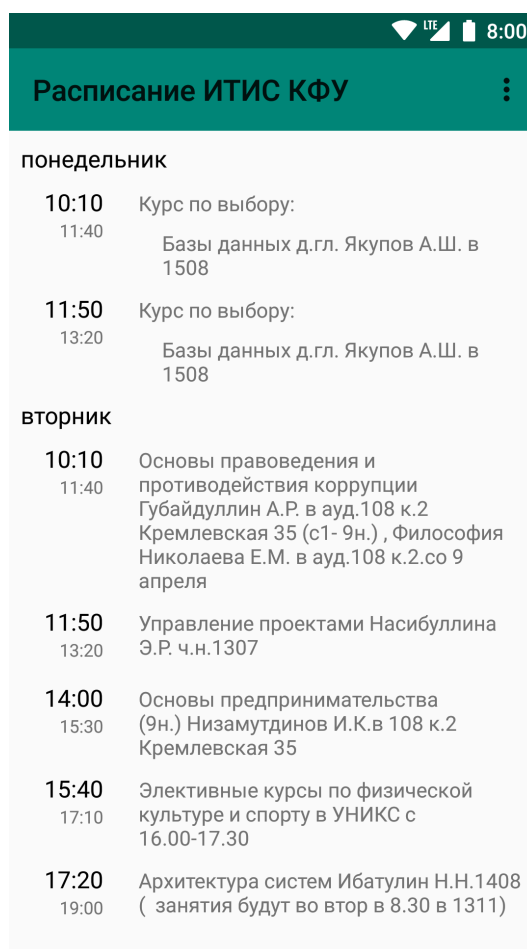 LTE 8:00
Расписание ИТИС КФУ
понедельник
10:10 Курс по выбору:
11:40
Базы данных д.гл. Якупов А.Ш. в
1508
11:50 Курс по выбору:
13:20
Базы данных д.гл. Якупов А.Ш. в
1508
вторник
10:10 Основы правоведения и
11:40 противодействия коррупции
Губайдуллин А.Р. в ауд.108 к.2
Кремлевская 35 (с1- 9н.) , Философия
Николаева Е.М. в ауд.108 к.2.со 9
апреля
11:50 Управление проектами Насибуллина
13:20 Э.Р. ч.н.1307
14:00 Основы предпринимательства
15:30 (9н.) Низамутдинов И.К.в 108 к.2
Кремлевская 35
15:40 Элективные курсы по физической
17:10 культуре и спорту в УНИКС с
16.00-17.30
17:20 Архитектура систем Ибатулин Н.Н.1408
19:00 (  занятия будут во втор в 8.30 в 1311)